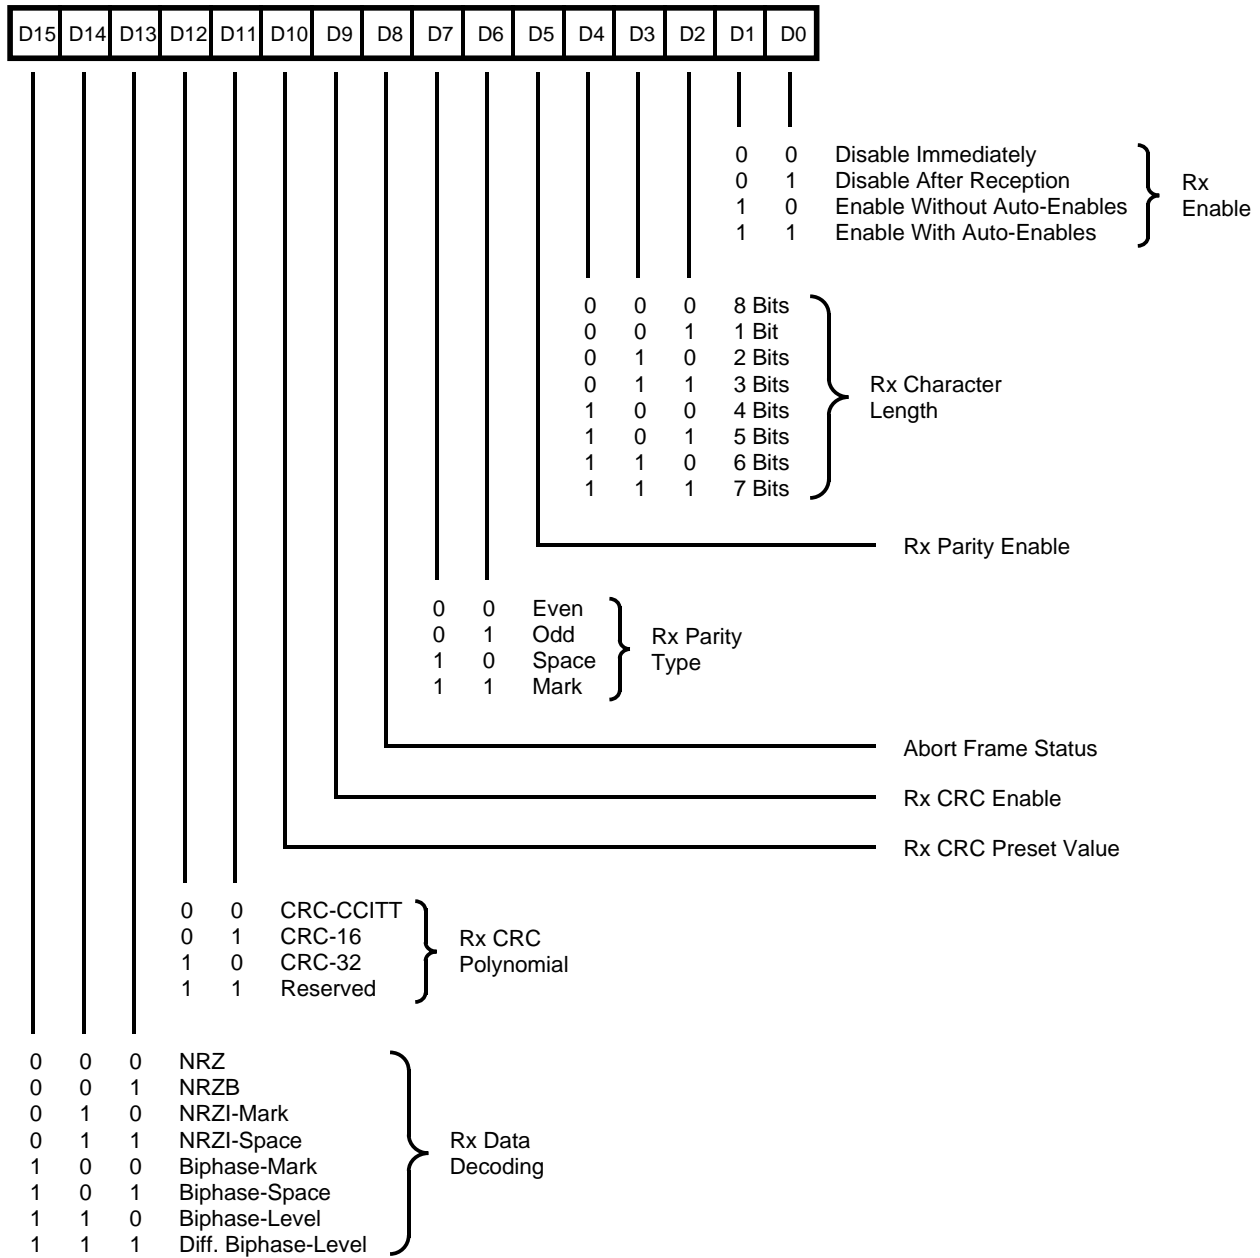 D15 D14 D13 D12 D11 D10 D9 D8 D7 D6 D5 D4 D3 D2 D1 D0
0 0 Disable Immediately
0 1 Disable After Reception
1 0 Enable Without Auto-Enables
1 1 Enable With Auto-Enables
Rx
Enable
0 0 0 8 Bits
0 0 1 1 Bit
0 1 0 2 Bits
0 1 1 3 Bits
1 0 0 4 Bits
1 0 1 5 Bits
1 1 0 6 Bits
1 1 1 7 Bits
Rx Character
Length
Rx Parity Enable
0 0 Even
0 1 Odd
1 0 Space
1 1 Mark
Rx Parity
Type
Abort Frame Status
Rx CRC Enable
Rx CRC Preset Value
0 0 CRC-CCITT
0 1 CRC-16
1 0 CRC-32
1 1 Reserved
Rx CRC
Polynomial
0 0 0 NRZ
0 0 1 NRZB
0 1 0 NRZI-Mark
0 1 1 NRZI-Space
1 0 0 Biphase-Mark
1 0 1 Biphase-Space
1 1 0 Biphase-Level
1 1 1 Diff. Biphase-Level
Rx Data
Decoding